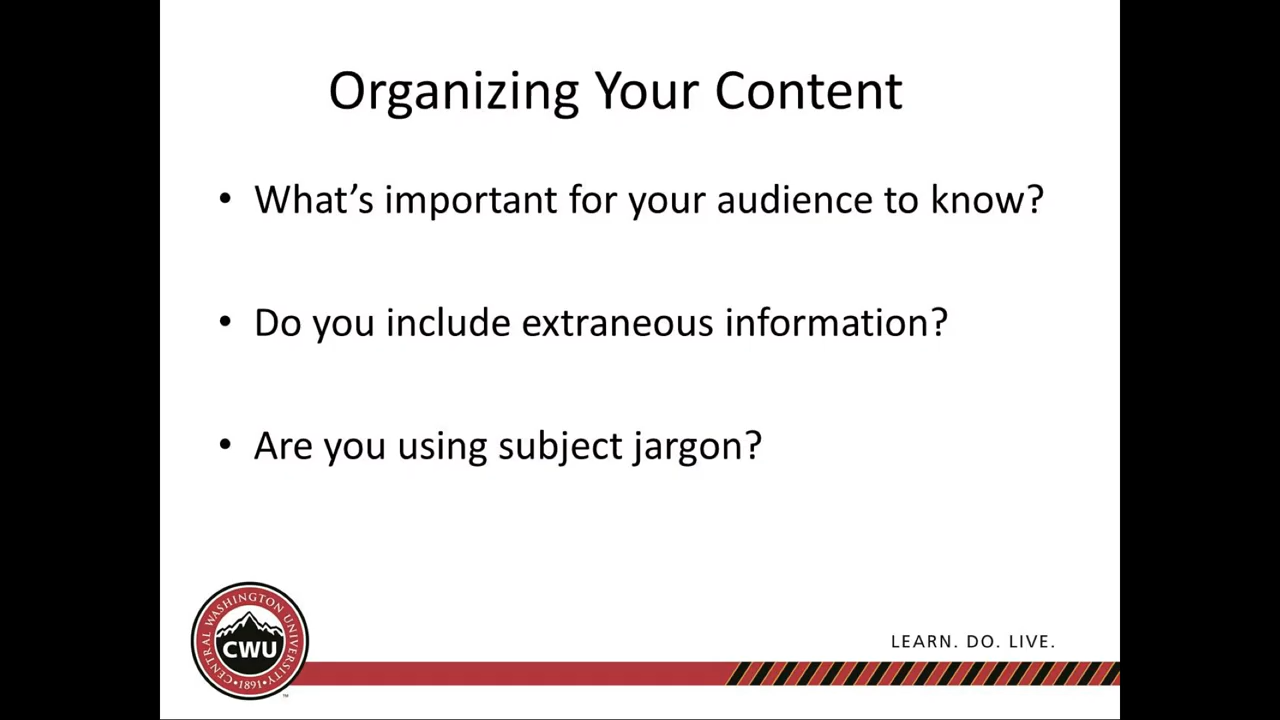 Organizing Your Content
• What’s important for your audience to know?
• Do you include extraneous information?
• Are you using subject jargon?
CENTRAL WASHINGTON UNIVERSITY
CWU
•1891•
™
LEARN. DO. LIVE.